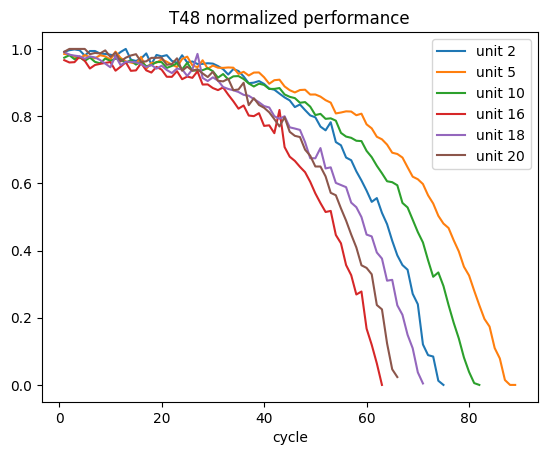 T48 normalized performance
1.0
0.8
0.6
0.4
0.2
0.0
unit 2
unit 5
unit 10
unit 16
unit 18
unit 20
0 20 40 60 80
cycle